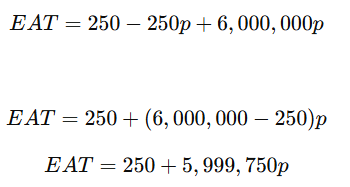 EAT = 250 − 250p + 6,000,000p
EAT = 250 + (6,000,000 − 250)p
EAT = 250 + 5,999,750p